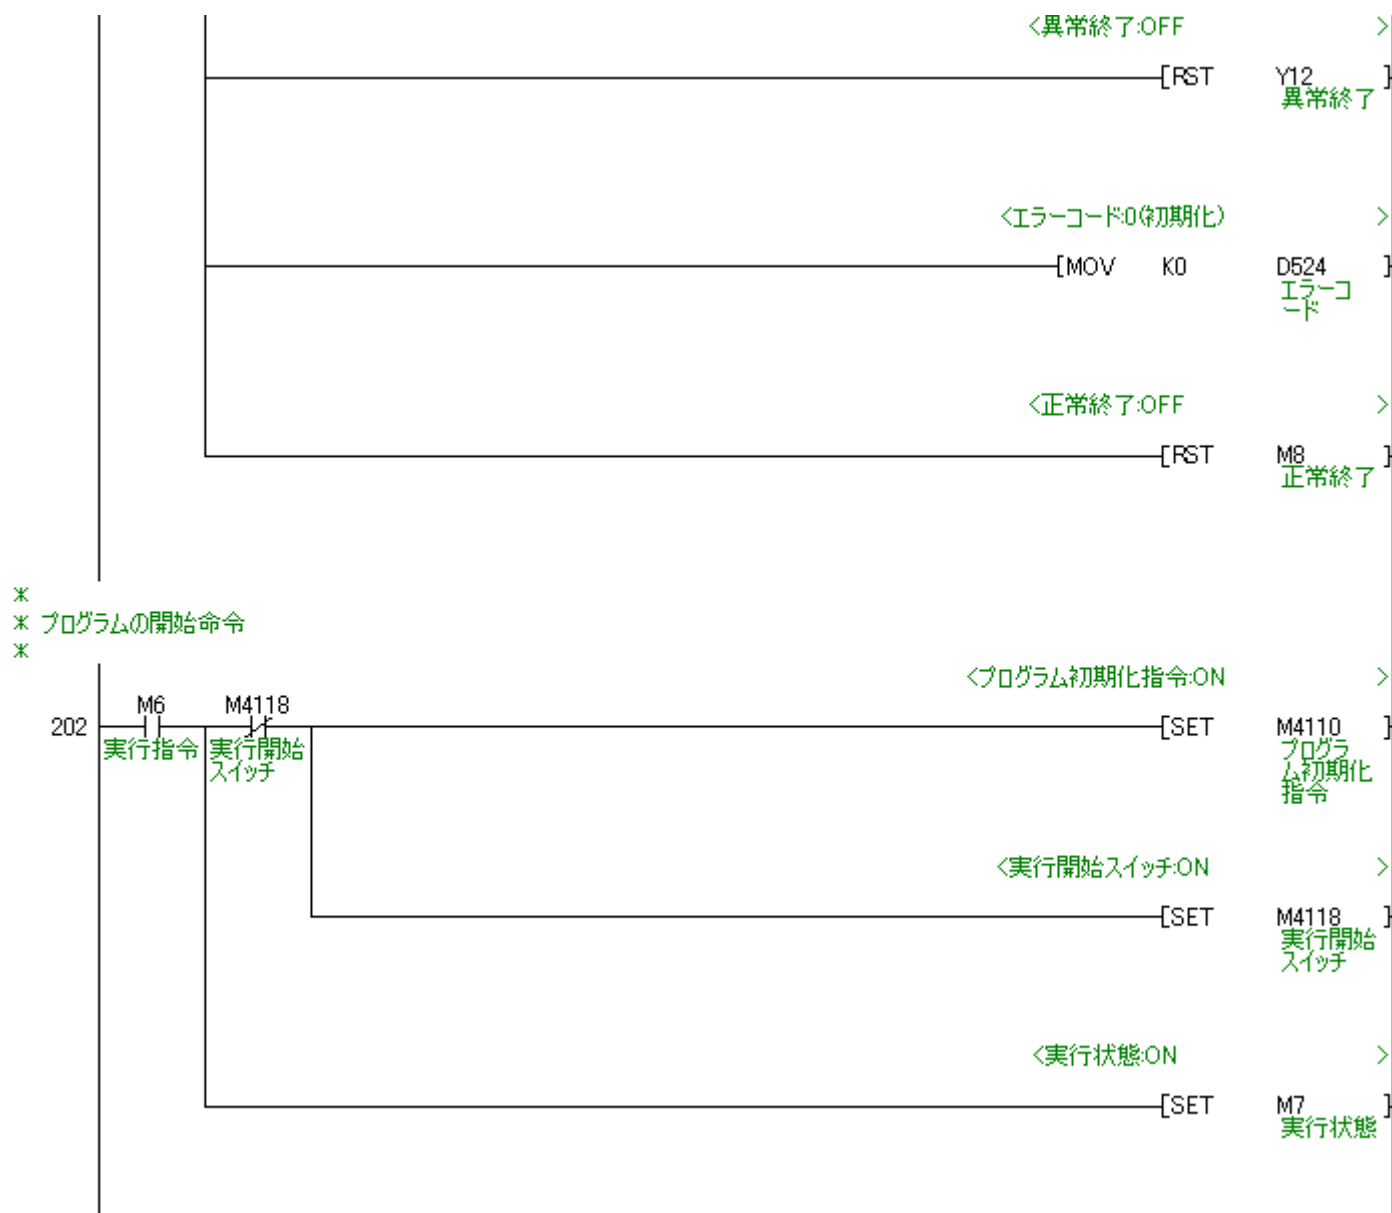 <異常終了:OFF >
[RST Y12 ]
異常終了
<エラーコード:0(初期化) >
[MOV K0 D524 ]
エラーコ
ード
<正常終了:OFF >
[RST M8 ]
正常終了
*
* プログラムの開始命令
*
<プログラム初期化指令:ON >
M6 M4118
202 [SET M4110 ]
実行指令 実行開始
スイッチ
プログラ
ム初期化
指令
<実行開始スイッチ:ON >
[SET M4118 ]
実行開始
スイッチ
<実行状態:ON >
[SET M7 ]
実行状態